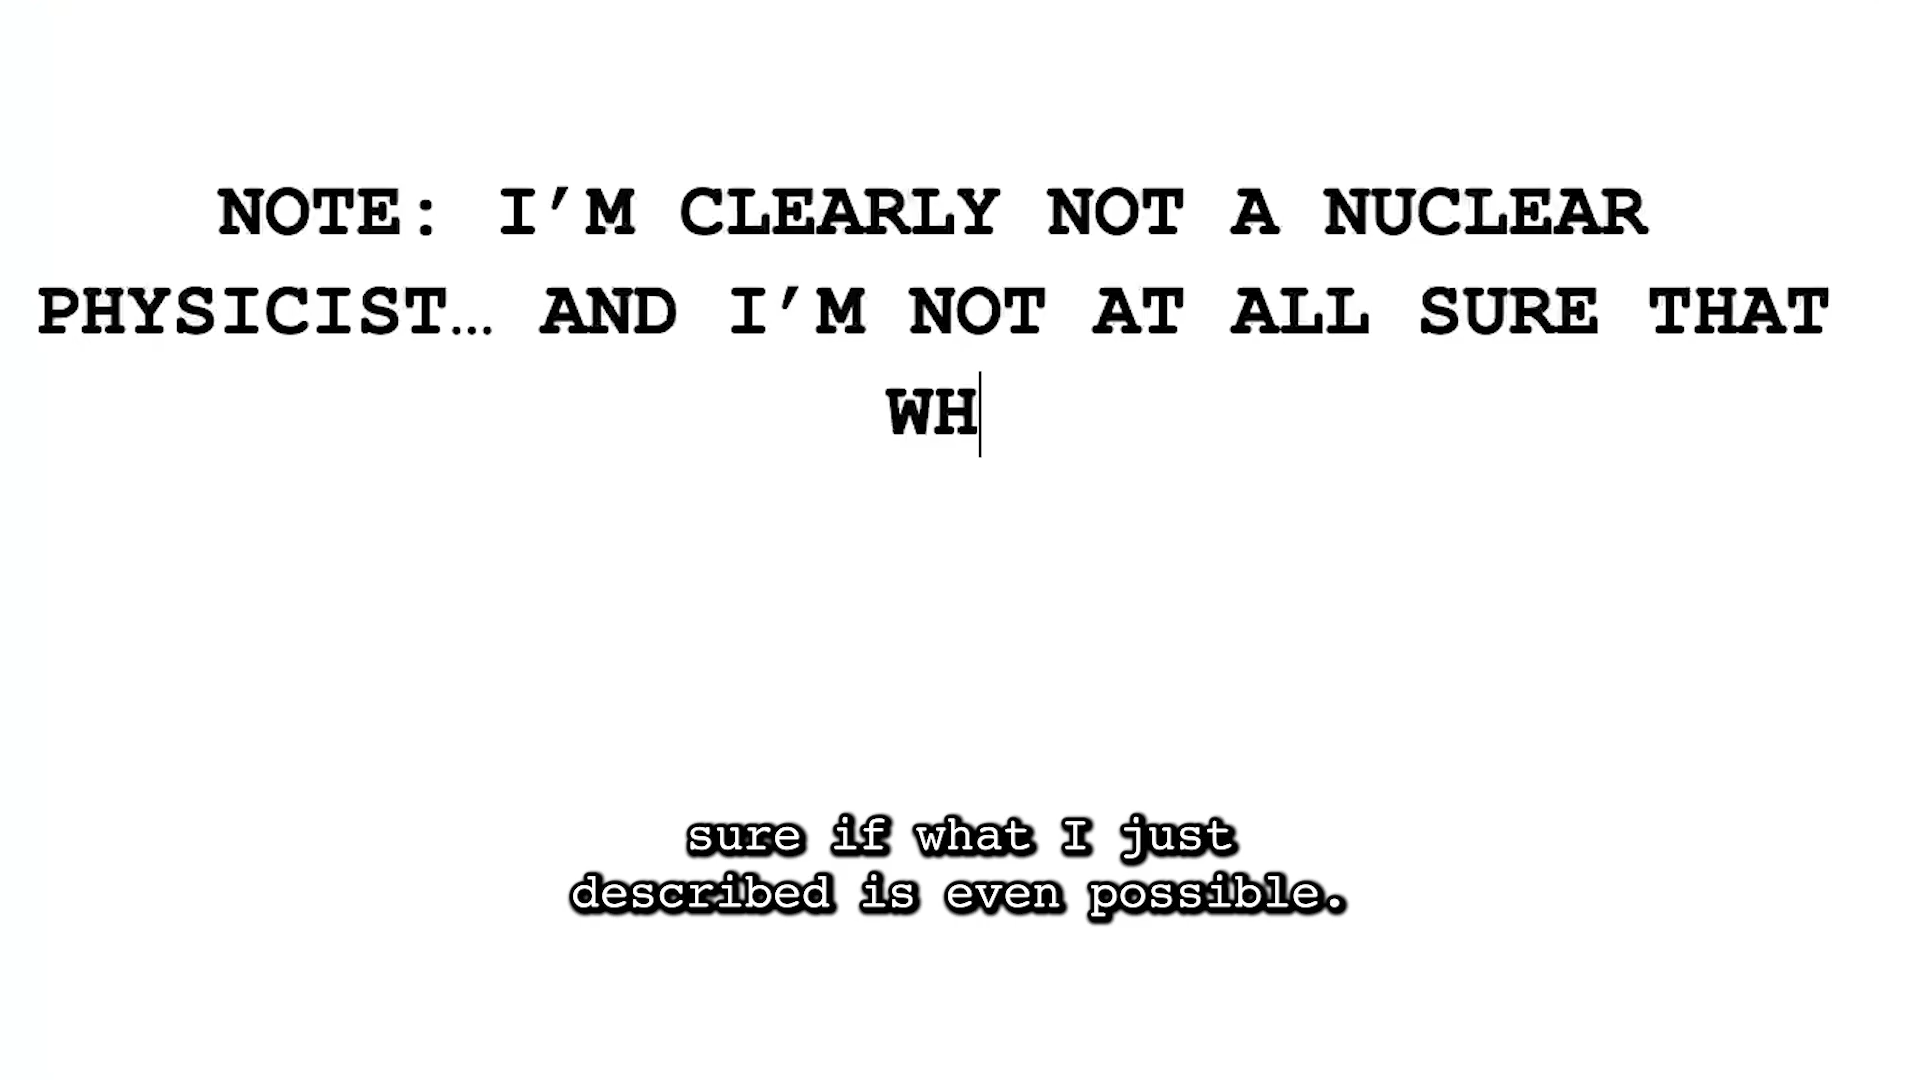 NOTE: I’M CLEARLY NOT A NUCLEAR
PHYSICIST… AND I’M NOT AT ALL SURE THAT
WH
sure if what I just
described is even possible.